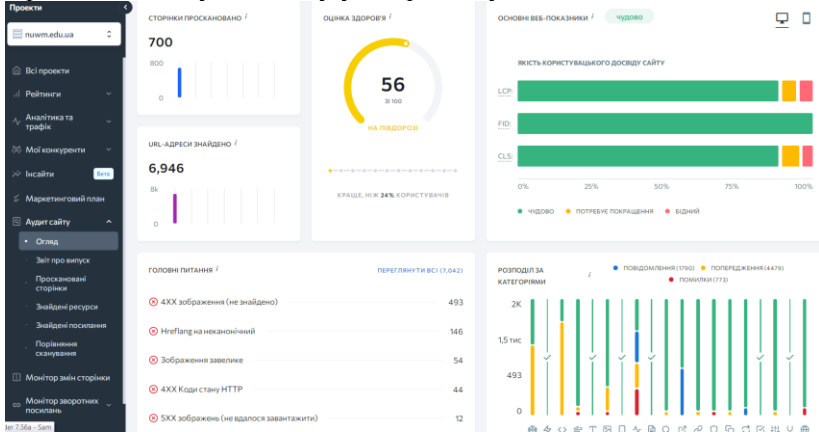 Проекти
nuwm.edu.ua
Всі проекти
Рейтинги
Аналітика та
трафік
Мої конкуренти
Інсайти
Бета
Маркетинговий план
Аудит сайту
Огляд
Звіт про випуск
Проскановані
сторінки
Знайдені ресурси
Знайдені посилання
Порівняння
сканування
Монітор змін сторінки
Монітор зворотних
посилань
СТОРІНКИ ПРОСКАНОВАНО i
700
800
0
URL-АДРЕСИ ЗНАЙДЕНО i
6,946
8k
0
ОЦІНКА ЗДОРОВ'Я i
56
ЗІ 100
НА ПІВДОРОЗІ
КРАЩЕ, НІЖ 24% КОРИСТУВАЧІВ
ОСНОВНІ ВЕБ-ПОКАЗНИКИ i
чудово
ЯКІСТЬ КОРИСТУВАЦЬКОГО ДОСВІДУ САЙТУ
LCP:
FID:
CLS:
0% 25% 50% 75% 100%
ЧУДОВО ПОТРЕБУЄ ПОКРАЩЕННЯ БІДНИЙ
ГОЛОВНІ ПИТАННЯ i
ПЕРЕГЛЯНУТИ ВСІ (7,042)
4XX зображення (не знайдено) 493
Hreflang на неканонічний 146
Зображення завелике 54
4XX Коди стану HTTP 44
5XX зображень (не вдалося завантажити) 12
РОЗПОДІЛ ЗА
КАТЕГОРІЯМИ
i
ПОВІДОМЛЕННЯ (1790) ПОПЕРЕДЖЕННЯ (4479)
ПОМИЛКИ (773)
2K
1,5 тис
493
0